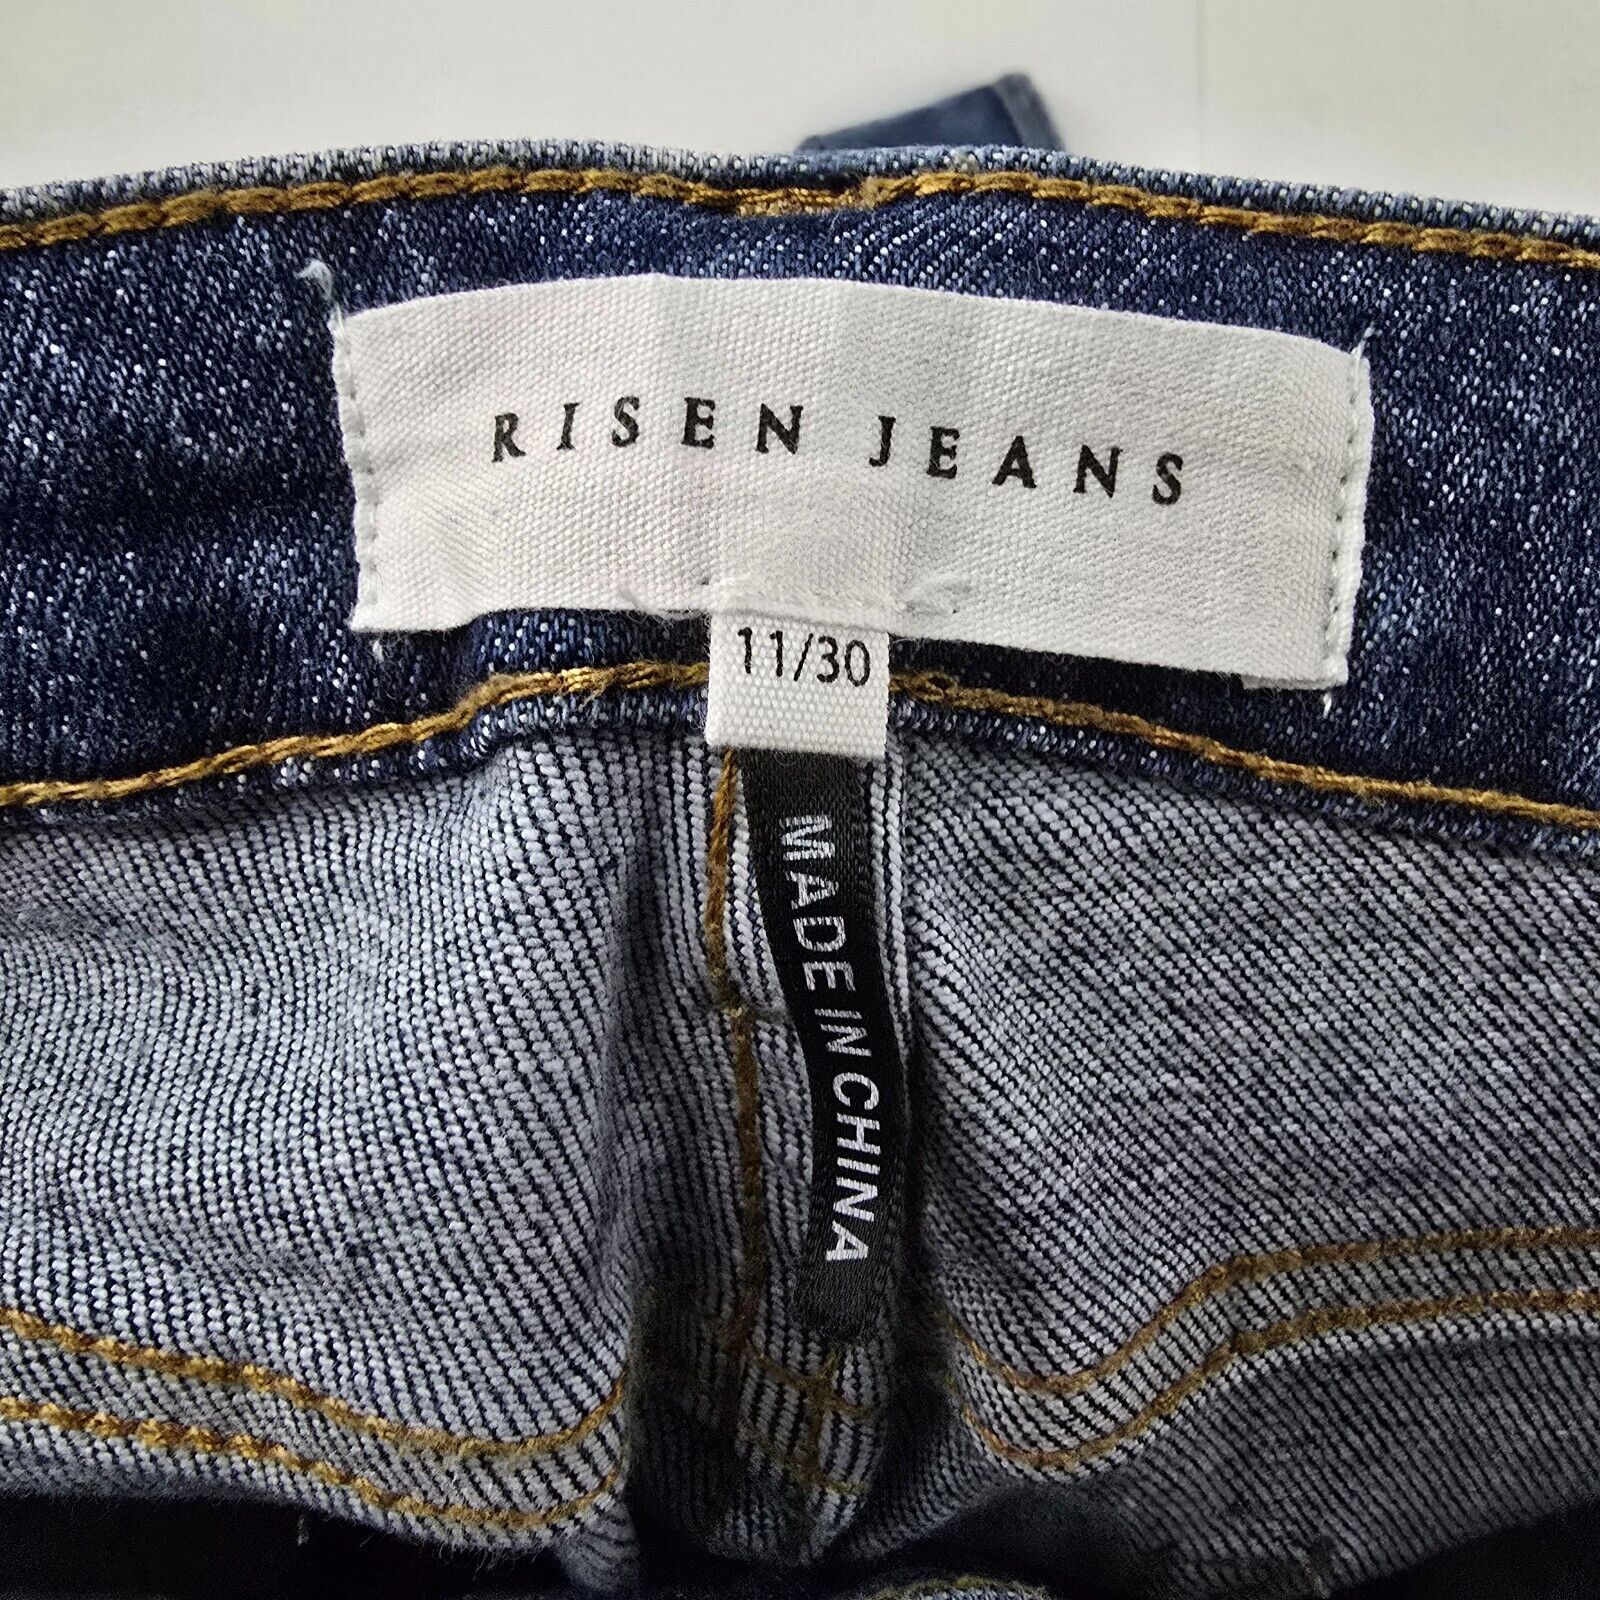 RISEN JEANS
11/30
MADE IN CHINA